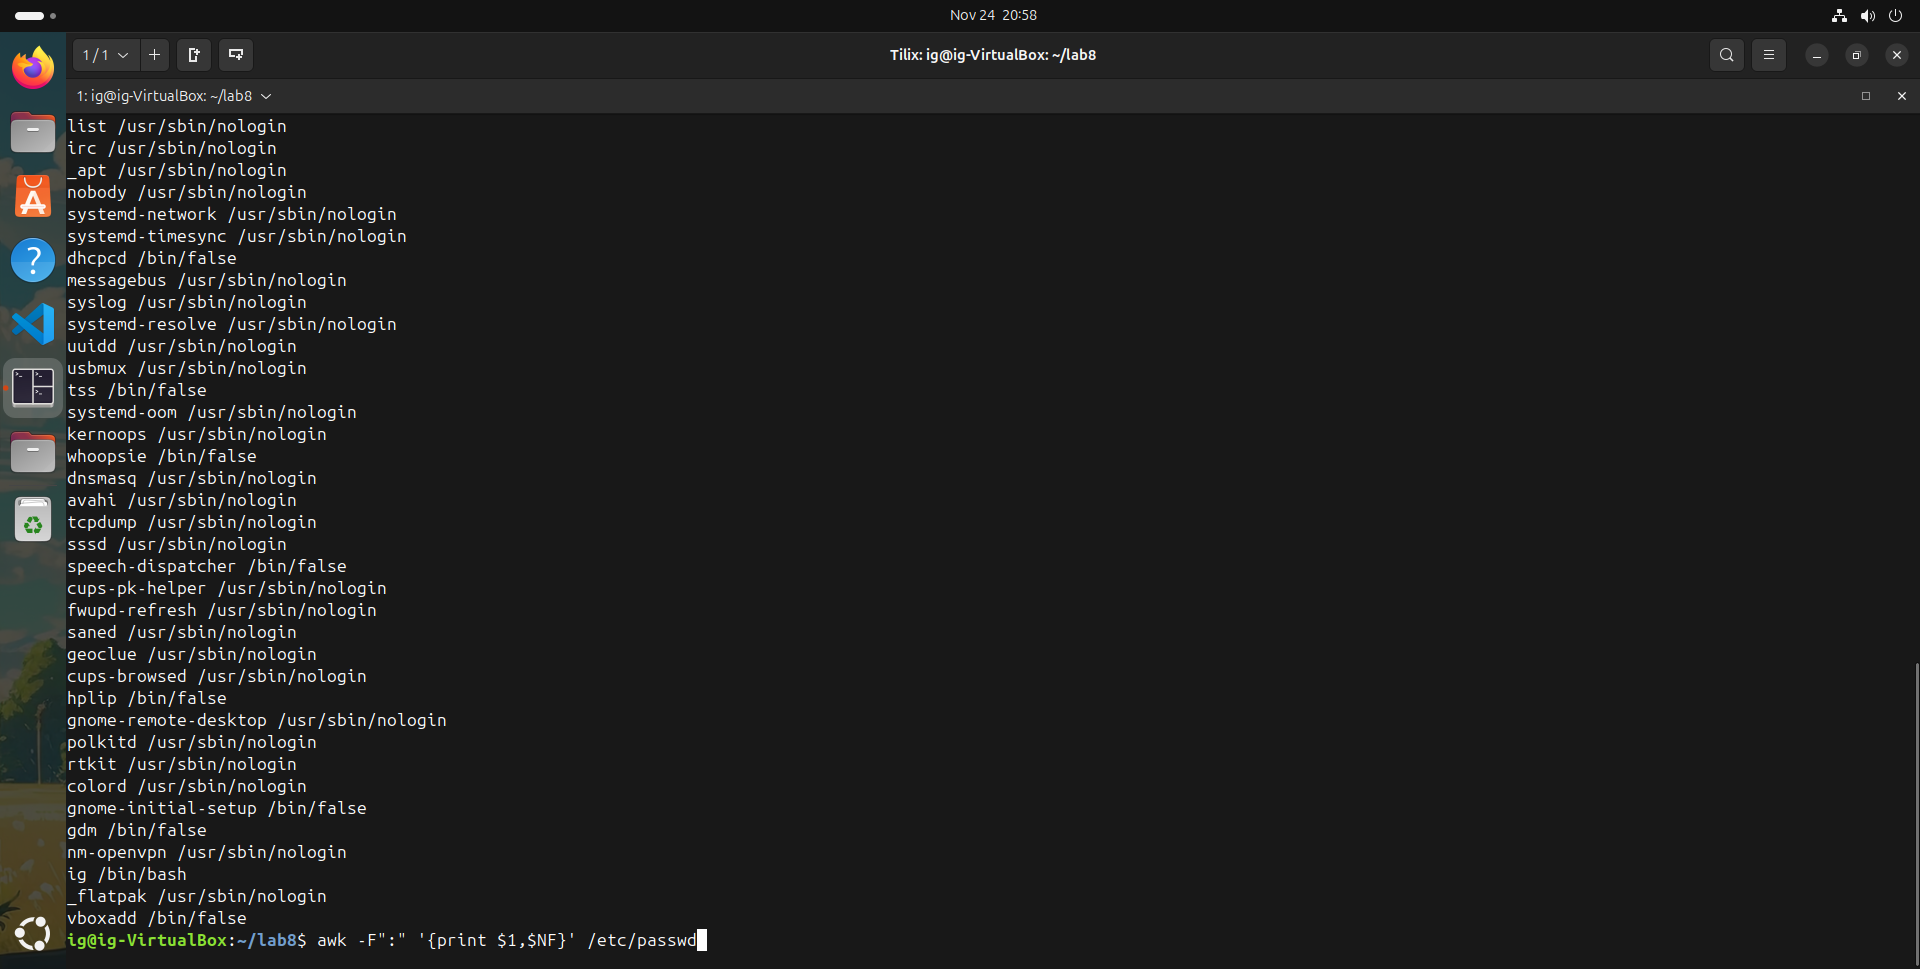 Nov 24 20:58
1 / 1
Tilix: ig@ig-VirtualBox: ~/lab8
1: ig@ig-VirtualBox: ~/lab8
list /usr/sbin/nologin
irc /usr/sbin/nologin
_apt /usr/sbin/nologin
nobody /usr/sbin/nologin
systemd-network /usr/sbin/nologin
systemd-timesync /usr/sbin/nologin
dhcpcd /bin/false
messagebus /usr/sbin/nologin
syslog /usr/sbin/nologin
systemd-resolve /usr/sbin/nologin
uuidd /usr/sbin/nologin
usbmux /usr/sbin/nologin
tss /bin/false
systemd-oom /usr/sbin/nologin
kernoops /usr/sbin/nologin
whoopsie /bin/false
dnsmasq /usr/sbin/nologin
avahi /usr/sbin/nologin
tcpdump /usr/sbin/nologin
sssd /usr/sbin/nologin
speech-dispatcher /bin/false
cups-pk-helper /usr/sbin/nologin
fwupd-refresh /usr/sbin/nologin
saned /usr/sbin/nologin
geoclue /usr/sbin/nologin
cups-browsed /usr/sbin/nologin
hplip /bin/false
gnome-remote-desktop /usr/sbin/nologin
polkitd /usr/sbin/nologin
rtkit /usr/sbin/nologin
colord /usr/sbin/nologin
gnome-initial-setup /bin/false
gdm /bin/false
nm-openvpn /usr/sbin/nologin
ig /bin/bash
_flatpak /usr/sbin/nologin
vboxadd /bin/false
ig@ig-VirtualBox:~/lab8$ awk -F":" '{print $1,$NF}' /etc/passwd